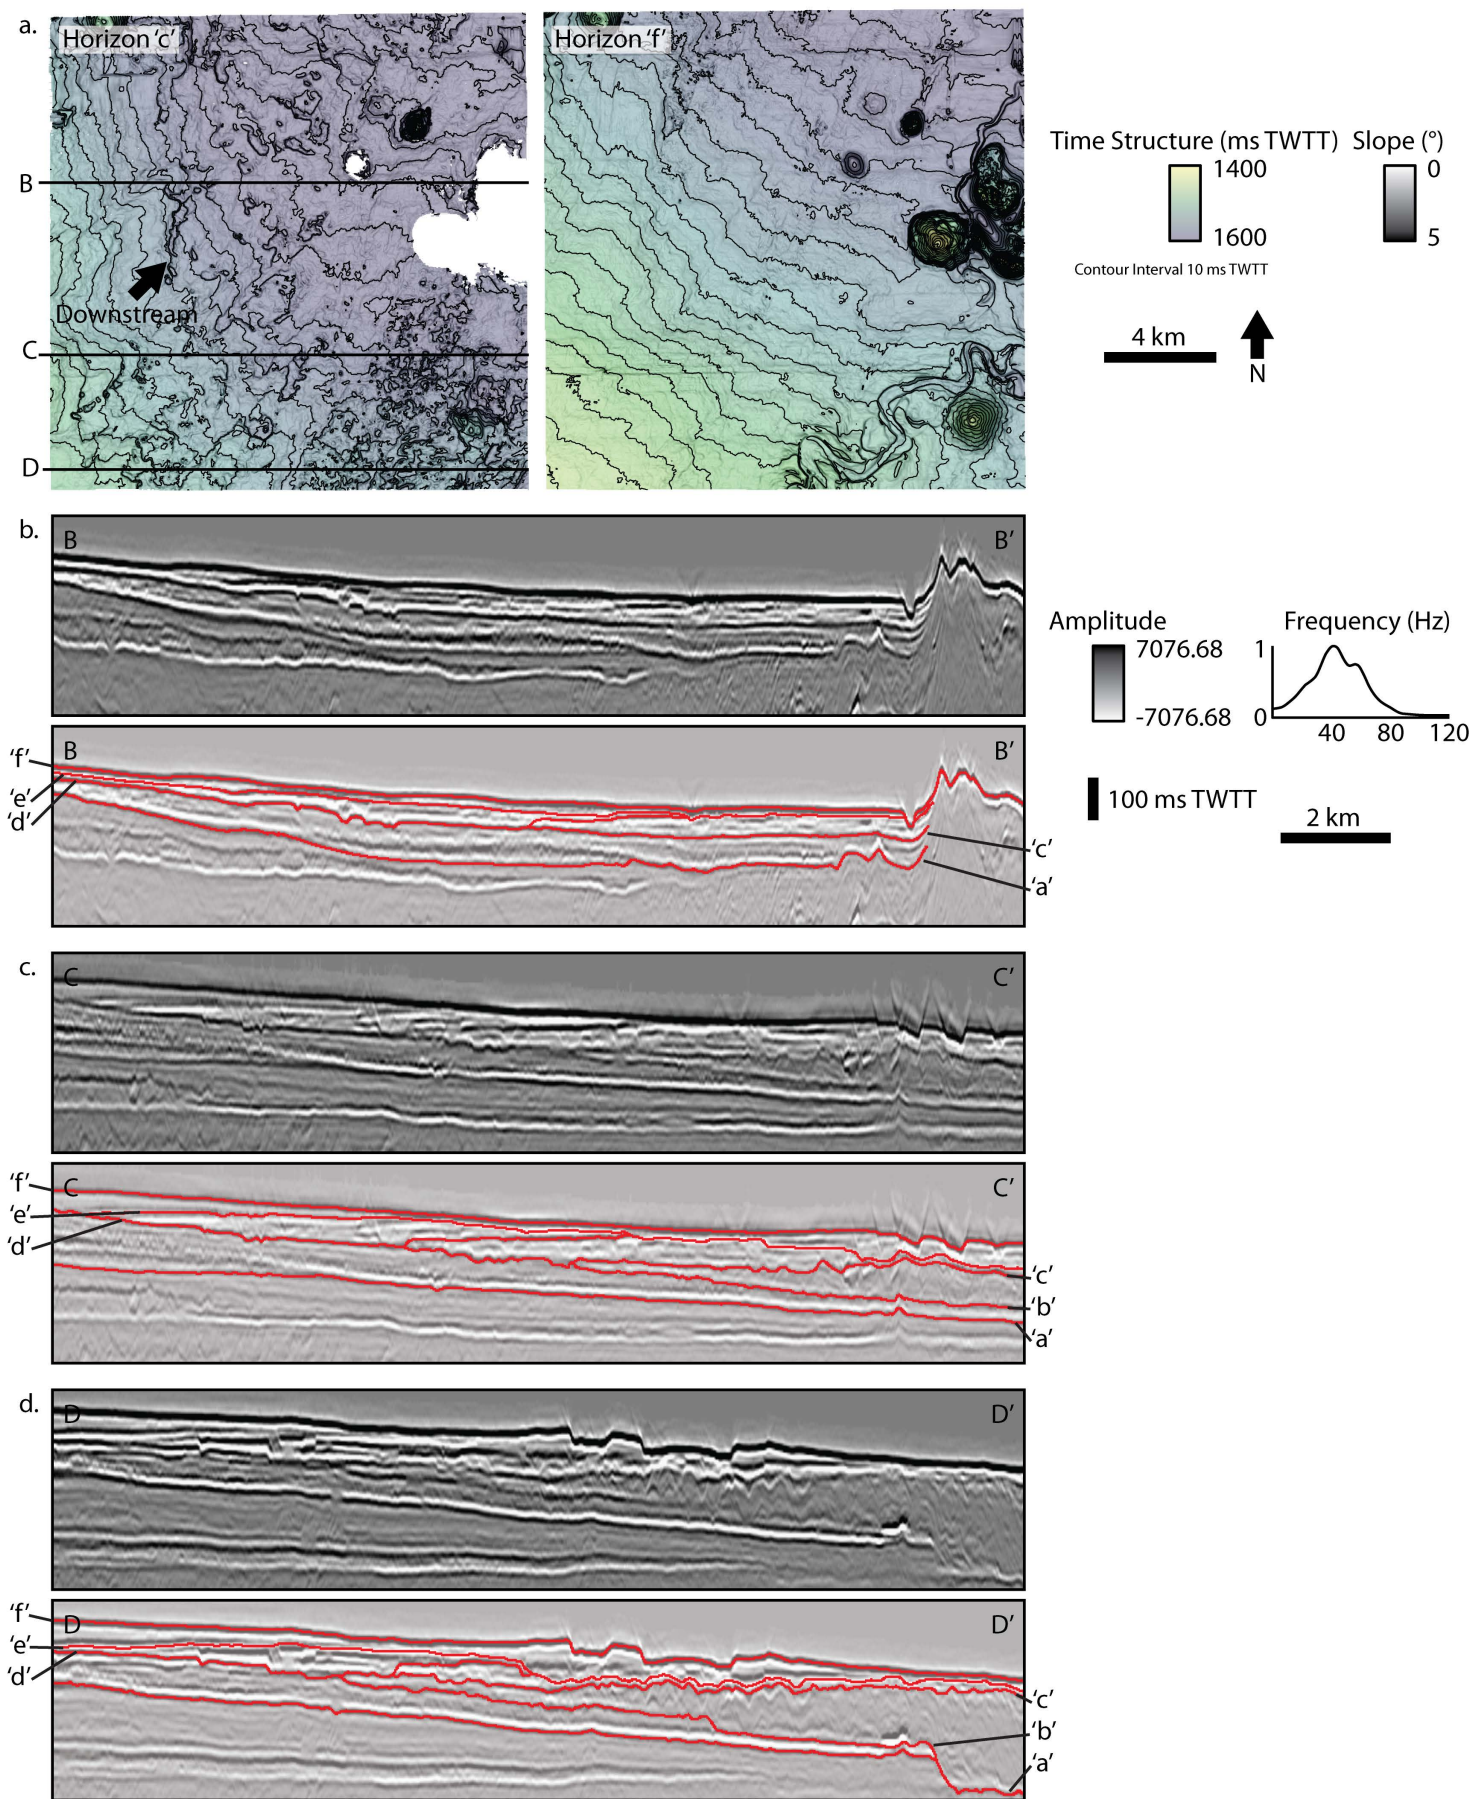 a.
Horizon ‘c’
Horizon ‘f’
B
Downstream
C
D
Time Structure (ms TWTT)
Slope (°)
1400
0
1600
5
Contour Interval 10 ms TWTT
4 km
N
b.
B
B’
Amplitude
Frequency (Hz)
7076.68
1
-7076.68
0
40
80
120
B
B’
‘f’
‘e’
‘d’
‘c’
‘a’
100 ms TWTT
2 km
c.
C
C’
C
C’
‘f’
‘e’
‘d’
‘c’
‘b’
‘a’
d.
D
D’
D
D’
‘f’
‘e’
‘d’
‘c’
‘b’
‘a’